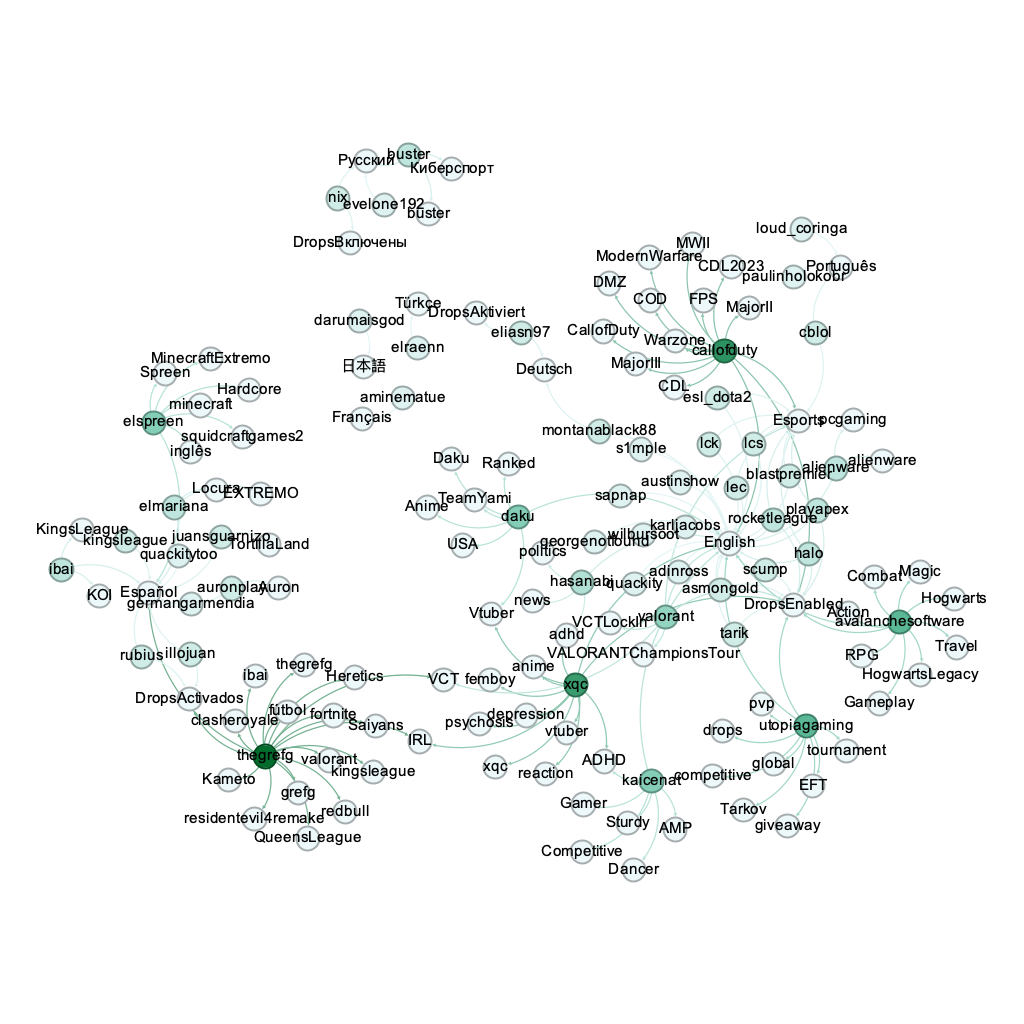 Русский
buster
Киберспорт
nix
evelone192
buster
DropsВключены
loud_coringa
MWII
ModernWarfare
CDL2023
Português
paulinholokobr
DMZ
COD
FPS
MajorII
Türkçe
DropsAktiviert
darumaisgod
eliasn97
CallofDuty
Warzone
cblol
elraenn
callofduty
MinecraftExtremo
Spreen
日本語
Deutsch
MajorIII
Hardcore
CDL
esl_dota2
minecraft
aminematue
elspreen
Français
Esports
pcgaming
squidcraftgames2
montanablack88
inglês
s1mple
lck
lcs
Daku
Ranked
blastpremier
alienware
alienware
Locura
EXTREMO
TeamYami
sapnap
austinshow
lec
elmariana
Anime
daku
rocketleague
playapex
KingsLeague
kingsleague
juansguarnizo
TortillaLand
quackitytoo
USA
politics
georgenotfound
wilbursoot
karljacobs
English
halo
ibai
KOI
Español
auronplay
Auron
germangarmendia
hasanabi
quackity
adinross
asmongold
scump
DropsEnabled
Combat
Magic
Hogwarts
news
Vtuber
VCTLockIn
valorant
Action
avalanchesoftware
adhd
tarik
rubius
illojuan
VALORANTChampionsTour
RPG
Travel
thegrefg
ibai
Heretics
VCT
femboy
anime
xqc
HogwartsLegacy
DropsActivados
Gameplay
clasheroyale
fútbol
fortnite
Saiyans
IRL
psychosis
depression
vtuber
pvp
drops
utopiagaming
tournament
thegrefg
valorant
kingsleague
xqc
reaction
ADHD
kaicenat
competitive
global
EFT
Kameto
grefg
redbull
Gamer
Tarkov
giveaway
residentevil4remake
QueensLeague
Sturdy
AMP
Competitive
Dancer